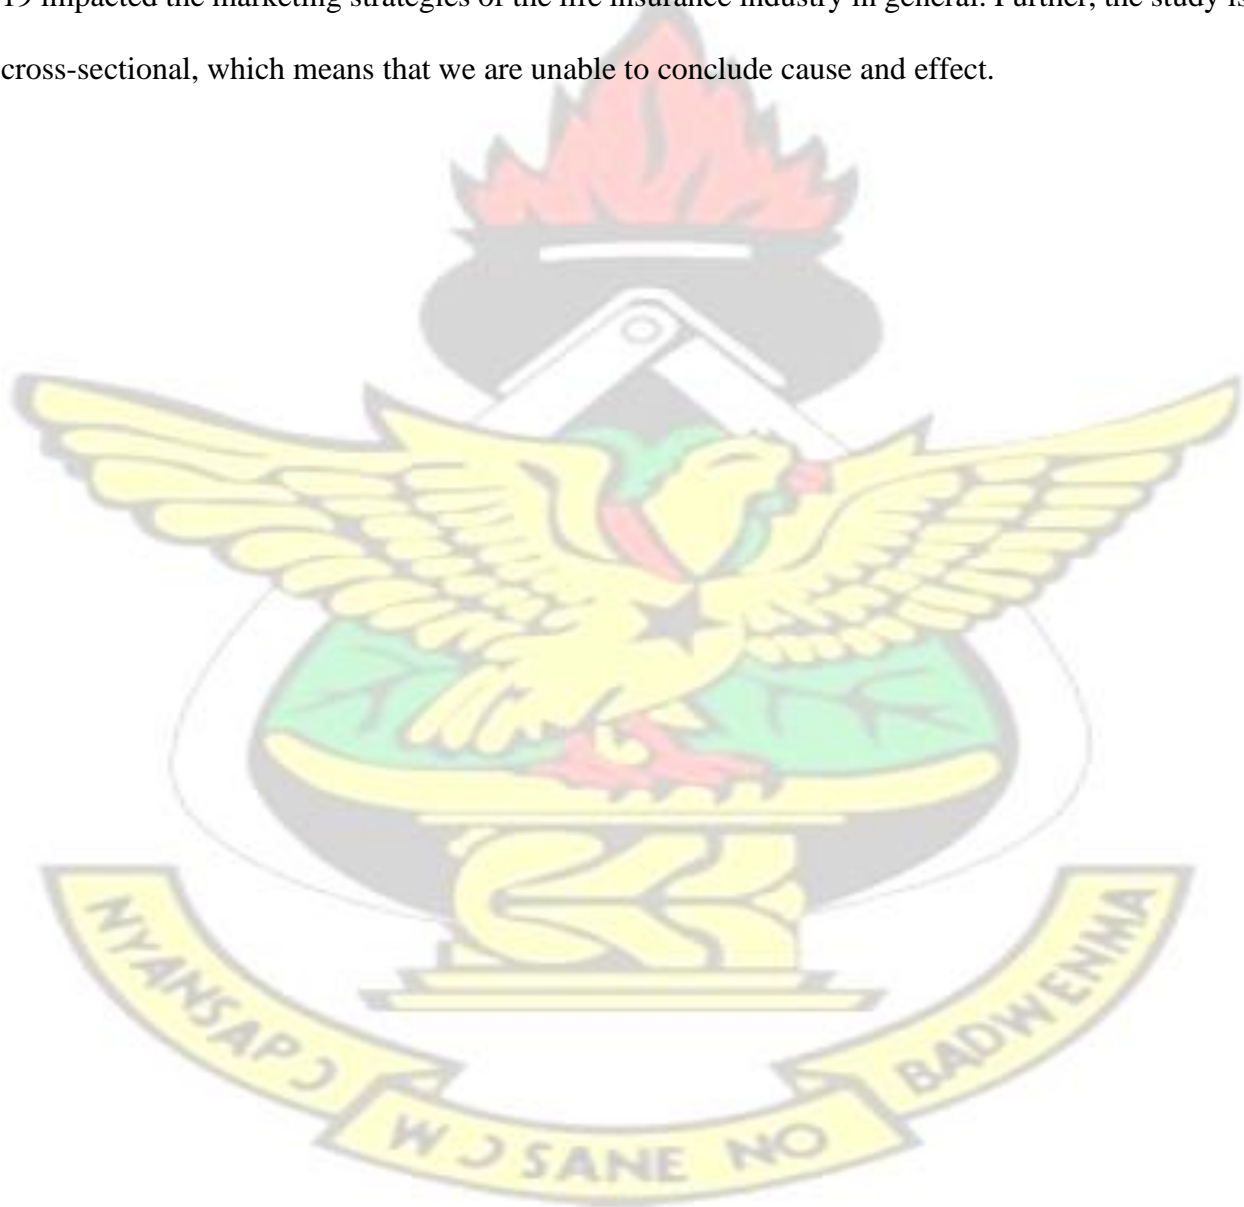 19 impacted the marketing strategies of the life insurance industry in general. Further, the study is
cross-sectional, which means that we are unable to conclude cause and effect.
NYANSAPƆ
WƆSANE NO
BADWENMA